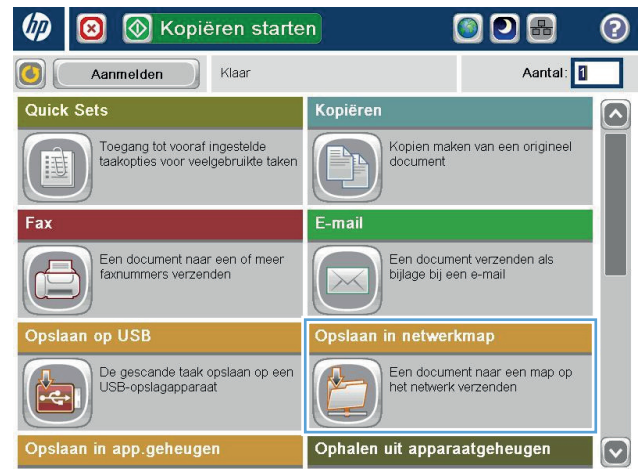 hp
Kopiëren starten
?
Aanmelden
Klaar
Aantal: 1
Quick Sets
Toegang tot vooraf ingestelde
taakopties voor veelgebruikte taken
Kopiëren
Kopien maken van een origineel
document
Fax
Een document naar een of meer
faxnummers verzenden
E-mail
Een document verzenden als
bijlage bij een e-mail
Opslaan op USB
De gescande taak opslaan op een
USB-opslagapparaat
Opslaan in netwerkmap
Een document naar een map op
het netwerk verzenden
Opslaan in app.geheugen
Ophalen uit apparaatgeheugen